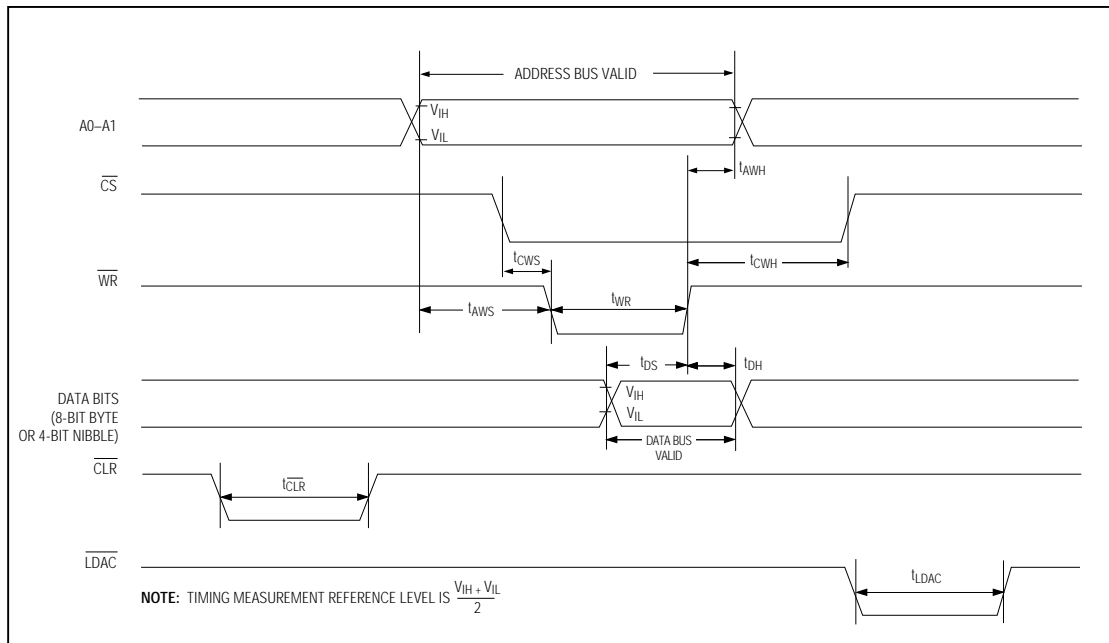 ADDRESS BUS VALID
A0–A1
VIH
VIL
tAWH
CS
tCWS
tCWH
WR
tAWS
tWR
tDS
tDH
DATA BITS
(8-BIT BYTE
OR 4-BIT NIBBLE)
VIH
VIL
DATA BUS
VALID
CLR
tCLR
LDAC
tLDAC
NOTE: TIMING MEASUREMENT REFERENCE LEVEL IS VIH + VIL
2